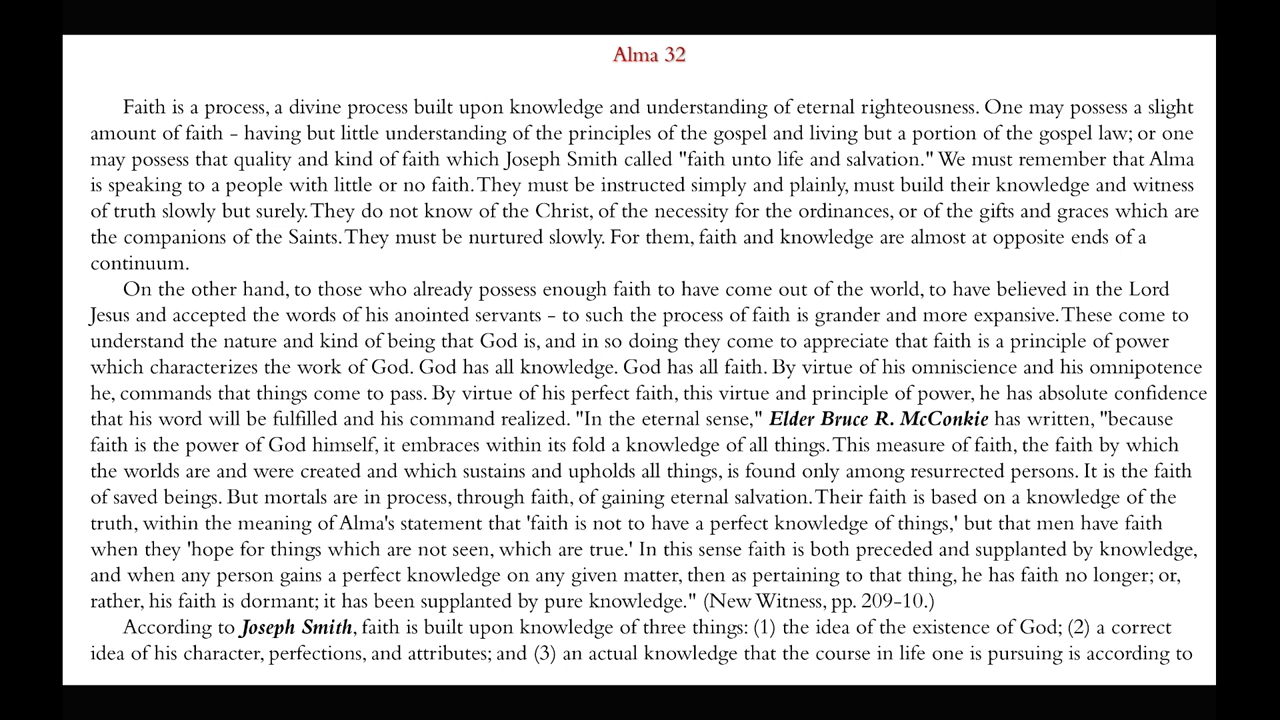 Alma 32
Faith is a process, a divine process built upon knowledge and understanding of eternal righteousness. One may possess a slight
amount of faith - having but little understanding of the principles of the gospel and living but a portion of the gospel law; or one
may possess that quality and kind of faith which Joseph Smith called "faith unto life and salvation." We must remember that Alma
is speaking to a people with little or no faith. They must be instructed simply and plainly, must build their knowledge and witness
of truth slowly but surely. They do not know of the Christ, of the necessity for the ordinances, or of the gifts and graces which are
the companions of the Saints. They must be nurtured slowly. For them, faith and knowledge are almost at opposite ends of a
continuum.
On the other hand, to those who already possess enough faith to have come out of the world, to have believed in the Lord
Jesus and accepted the words of his anointed servants - to such the process of faith is grander and more expansive. These come to
understand the nature and kind of being that God is, and in so doing they come to appreciate that faith is a principle of power
which characterizes the work of God. God has all knowledge. God has all faith. By virtue of his omniscience and his omnipotence
he, commands that things come to pass. By virtue of his perfect faith, this virtue and principle of power, he has absolute confidence
that his word will be fulfilled and his command realized. "In the eternal sense," Elder Bruce R. McConkie has written, "because
faith is the power of God himself, it embraces within its fold a knowledge of all things. This measure of faith, the faith by which
the worlds are and were created and which sustains and upholds all things, is found only among resurrected persons. It is the faith
of saved beings. But mortals are in process, through faith, of gaining eternal salvation. Their faith is based on a knowledge of the
truth, within the meaning of Alma's statement that 'faith is not to have a perfect knowledge of things,' but that men have faith
when they 'hope for things which are not seen, which are true.' In this sense faith is both preceded and supplanted by knowledge,
and when any person gains a perfect knowledge on any given matter, then as pertaining to that thing, he has faith no longer; or,
rather, his faith is dormant; it has been supplanted by pure knowledge." (New Witness, pp. 209-10.)
According to Joseph Smith, faith is built upon knowledge of three things: (1) the idea of the existence of God; (2) a correct
idea of his character, perfections, and attributes; and (3) an actual knowledge that the course in life one is pursuing is according to